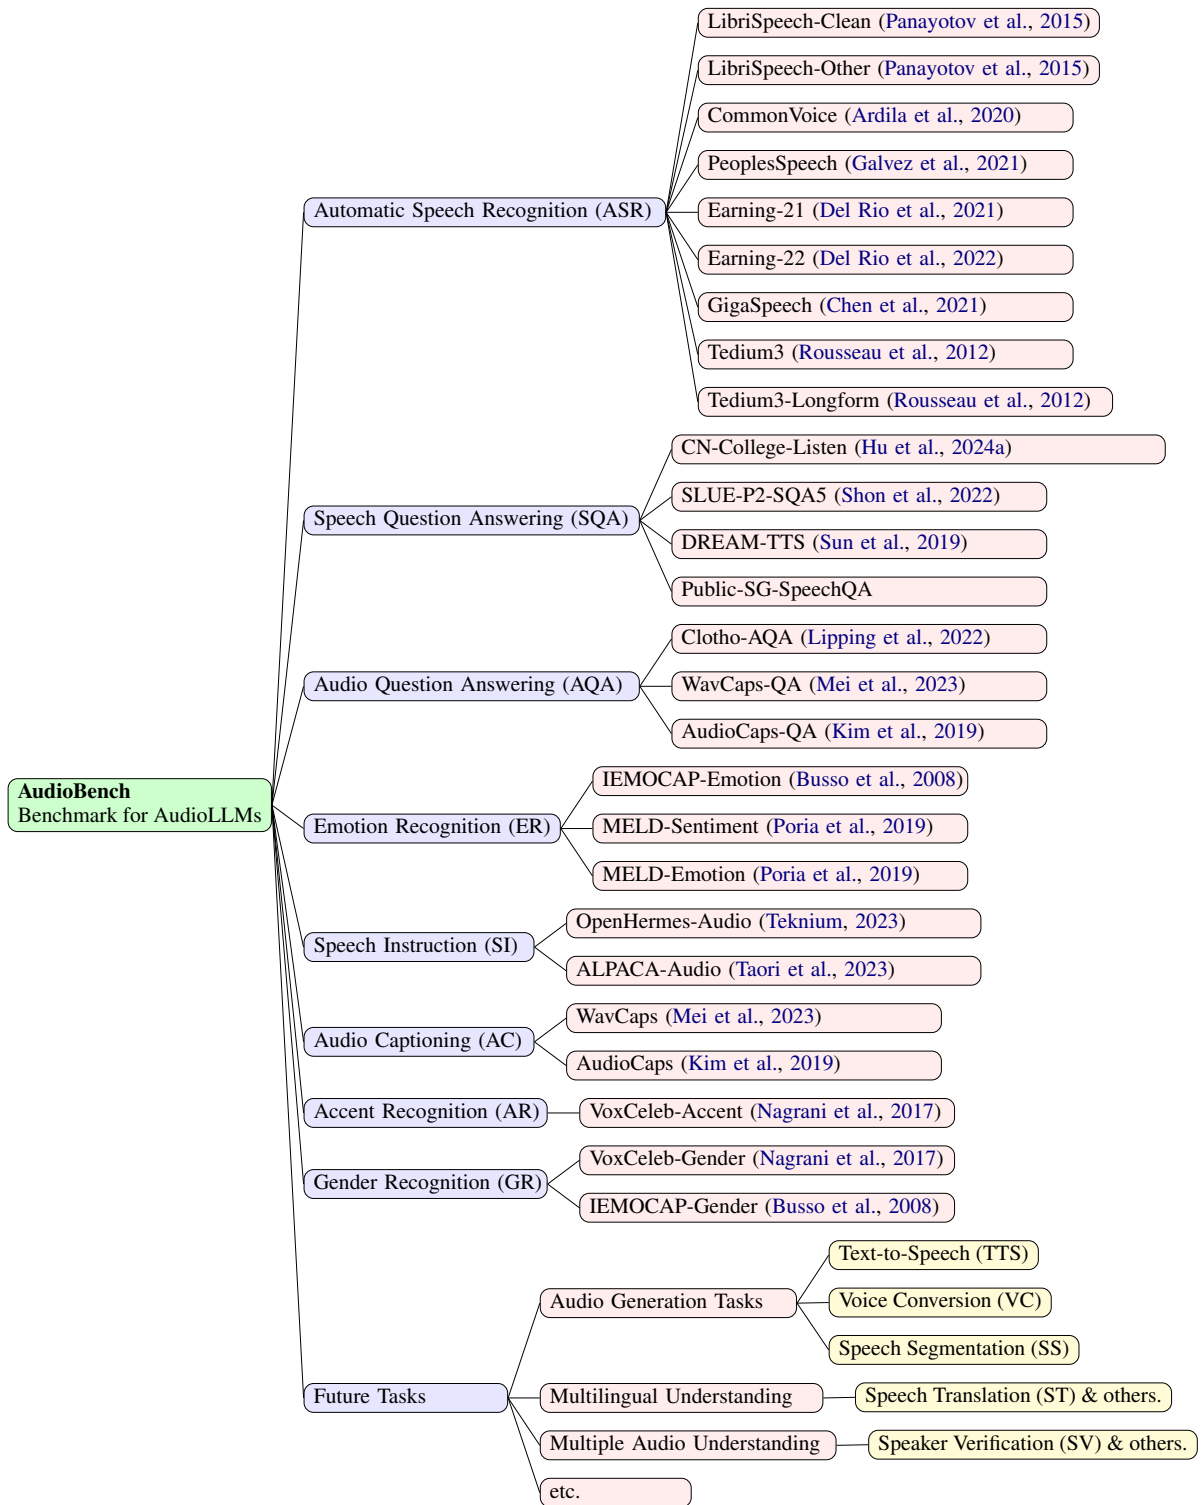 AudioBench
Benchmark for AudioLLMs
Automatic Speech Recognition (ASR)
LibriSpeech-Clean (Panayotov et al., 2015)
LibriSpeech-Other (Panayotov et al., 2015)
CommonVoice (Ardila et al., 2020)
PeoplesSpeech (Galvez et al., 2021)
Earning-21 (Del Rio et al., 2021)
Earning-22 (Del Rio et al., 2022)
GigaSpeech (Chen et al., 2021)
Tedium3 (Rousseau et al., 2012)
Tedium3-Longform (Rousseau et al., 2012)
Speech Question Answering (SQA)
CN-College-Listen (Hu et al., 2024a)
SLUE-P2-SQA5 (Shon et al., 2022)
DREAM-TTS (Sun et al., 2019)
Public-SG-SpeechQA
Audio Question Answering (AQA)
Clotho-AQA (Lipping et al., 2022)
WavCaps-QA (Mei et al., 2023)
AudioCaps-QA (Kim et al., 2019)
Emotion Recognition (ER)
IEMOCAP-Emotion (Busso et al., 2008)
MELD-Sentiment (Poria et al., 2019)
MELD-Emotion (Poria et al., 2019)
Speech Instruction (SI)
OpenHermes-Audio (Teknium, 2023)
ALPACA-Audio (Taori et al., 2023)
Audio Captioning (AC)
WavCaps (Mei et al., 2023)
AudioCaps (Kim et al., 2019)
Accent Recognition (AR)
VoxCeleb-Accent (Nagrani et al., 2017)
Gender Recognition (GR)
VoxCeleb-Gender (Nagrani et al., 2017)
IEMOCAP-Gender (Busso et al., 2008)
Future Tasks
Audio Generation Tasks
Text-to-Speech (TTS)
Voice Conversion (VC)
Speech Segmentation (SS)
Multilingual Understanding
Speech Translation (ST) & others.
Multiple Audio Understanding
Speaker Verification (SV) & others.
etc.